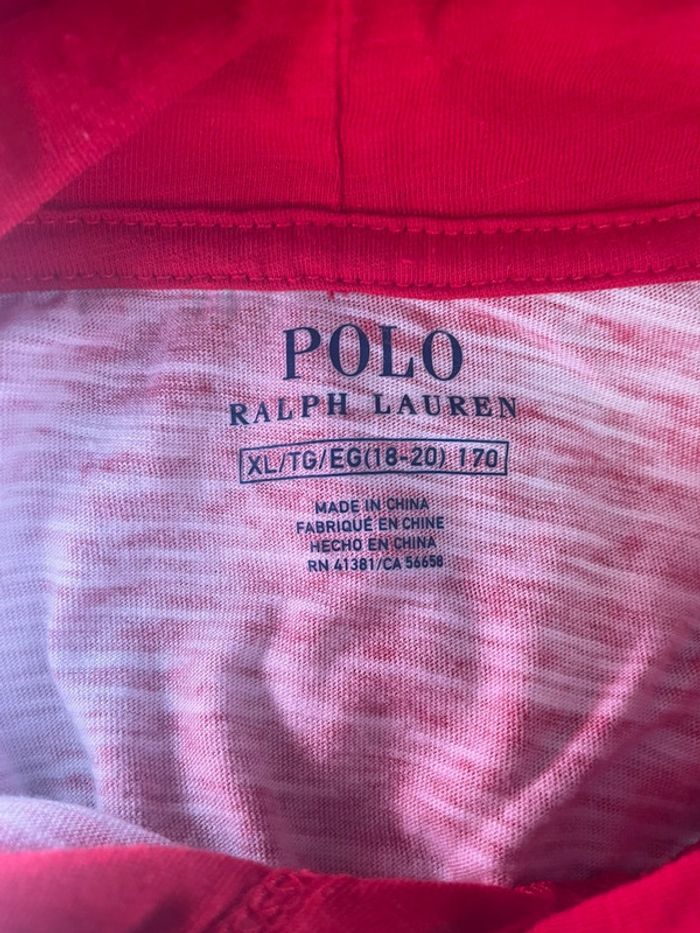 POLO
RALPH LAUREN
XL/TG/EG(18-20) 170
MADE IN CHINA
FABRIQUÉ EN CHINE
HECHO EN CHINA
RN 41381/CA 56658